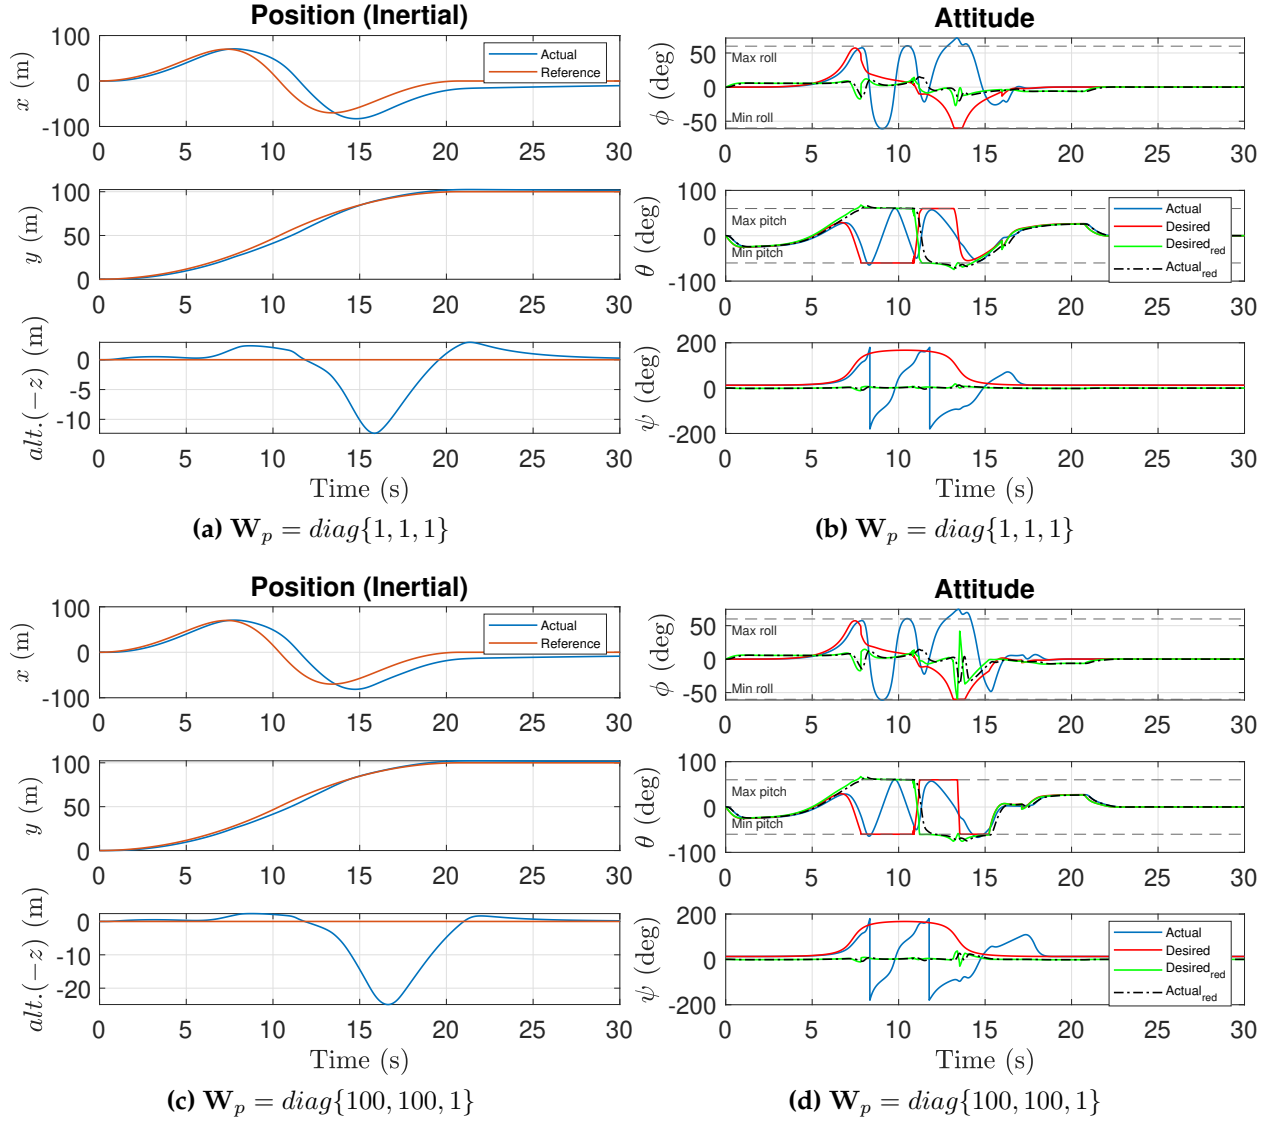 Position (Inertial)
100
0
-100
x (m)
Actual
Reference
0 5 10 15 20 25 30
100
50
0
y (m)
0 5 10 15 20 25 30
0
-5
-10
alt.(−z) (m)
0 5 10 15 20 25 30
Time (s)
(a) W_p = diag{1, 1, 1}
Attitude
50
0
-50
ϕ (deg)
Max roll
Min roll
0 5 10 15 20 25 30
100
0
-100
θ (deg)
Max pitch
Min pitch
Actual
Desired
Desired_red
Actual_red
0 5 10 15 20 25 30
200
0
-200
ψ (deg)
0 5 10 15 20 25 30
Time (s)
(b) W_p = diag{1, 1, 1}
Position (Inertial)
100
0
-100
x (m)
Actual
Reference
0 5 10 15 20 25 30
100
50
0
y (m)
0 5 10 15 20 25 30
0
-10
-20
alt.(−z) (m)
0 5 10 15 20 25 30
Time (s)
(c) W_p = diag{100, 100, 1}
Attitude
50
0
-50
ϕ (deg)
Max roll
Min roll
0 5 10 15 20 25 30
100
0
-100
θ (deg)
Max pitch
Min pitch
0 5 10 15 20 25 30
200
0
-200
ψ (deg)
Actual
Desired
Desired_red
Actual_red
0 5 10 15 20 25 30
Time (s)
(d) W_p = diag{100, 100, 1}